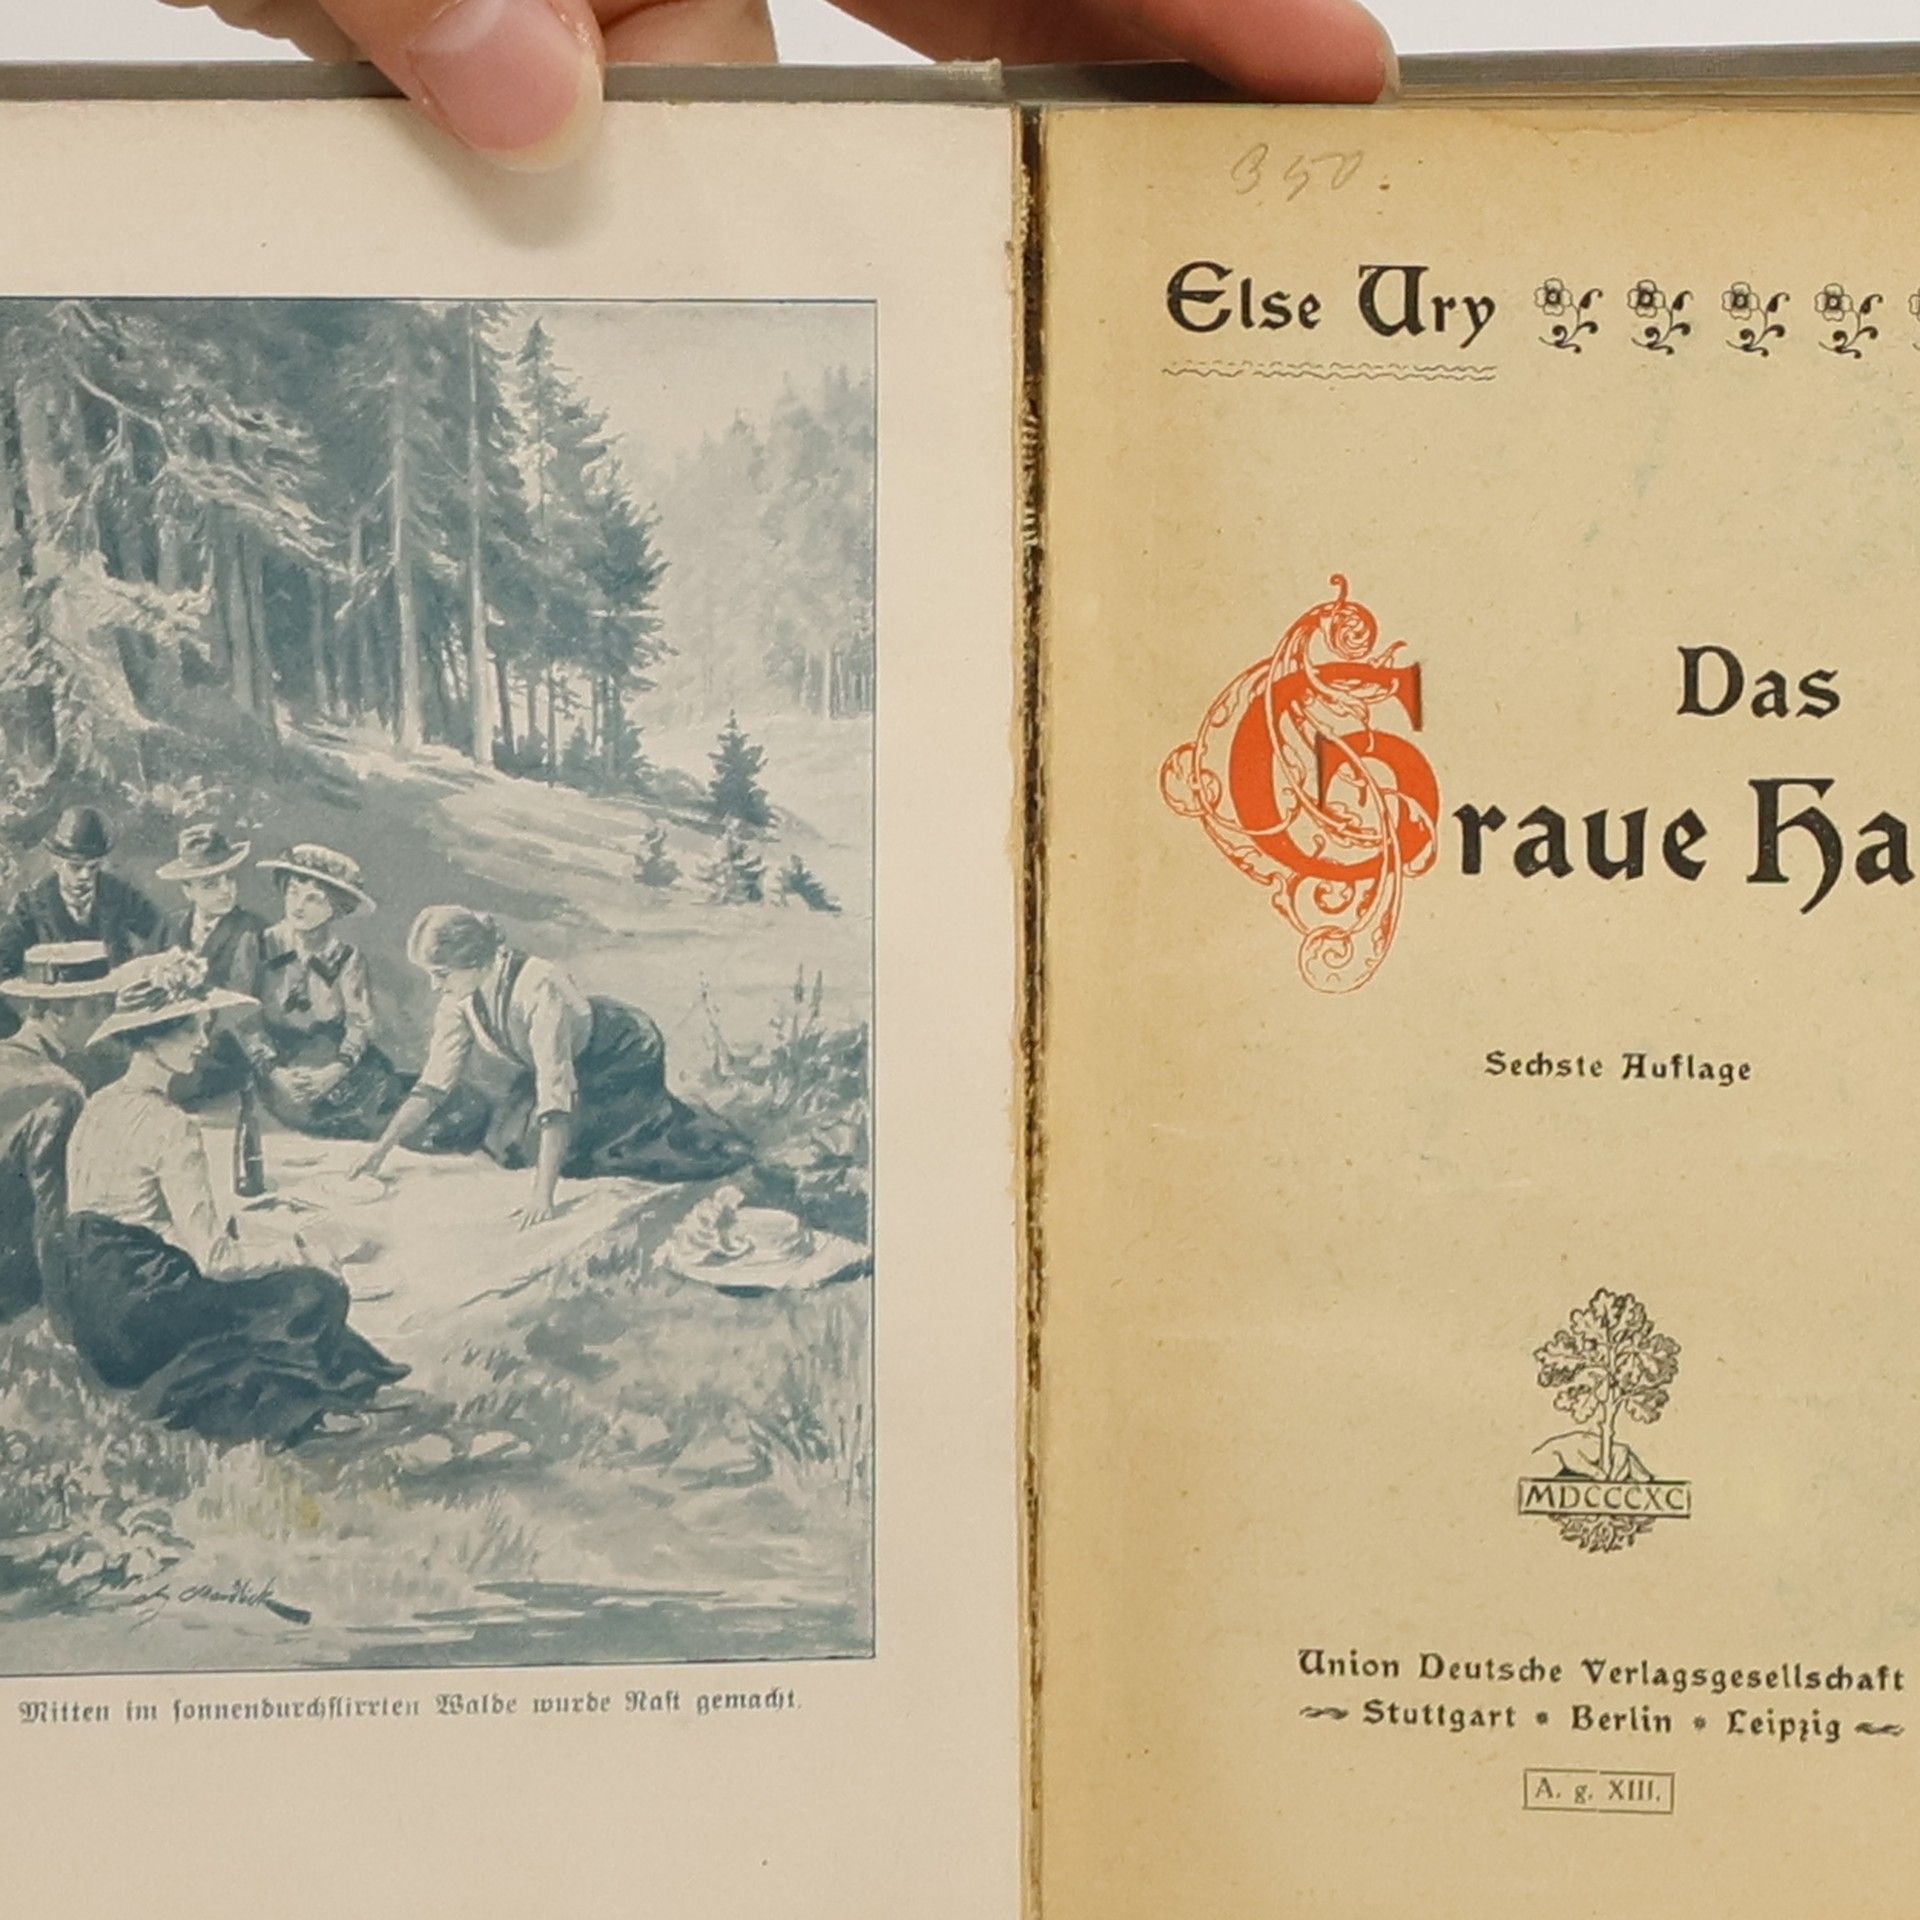 Mitten im sonnendurchflirrten Walde wurde Rast gemacht.
350.
Else Ury
Das
Graue Ha
Sechste Auflage
MDCCCXC
Union Deutsche Verlagsgesellschaft
Stuttgart * Berlin * Leipzig
A. g. XIII.